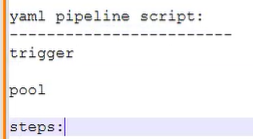 yaml pipeline script:
------------------------
trigger
pool
steps: